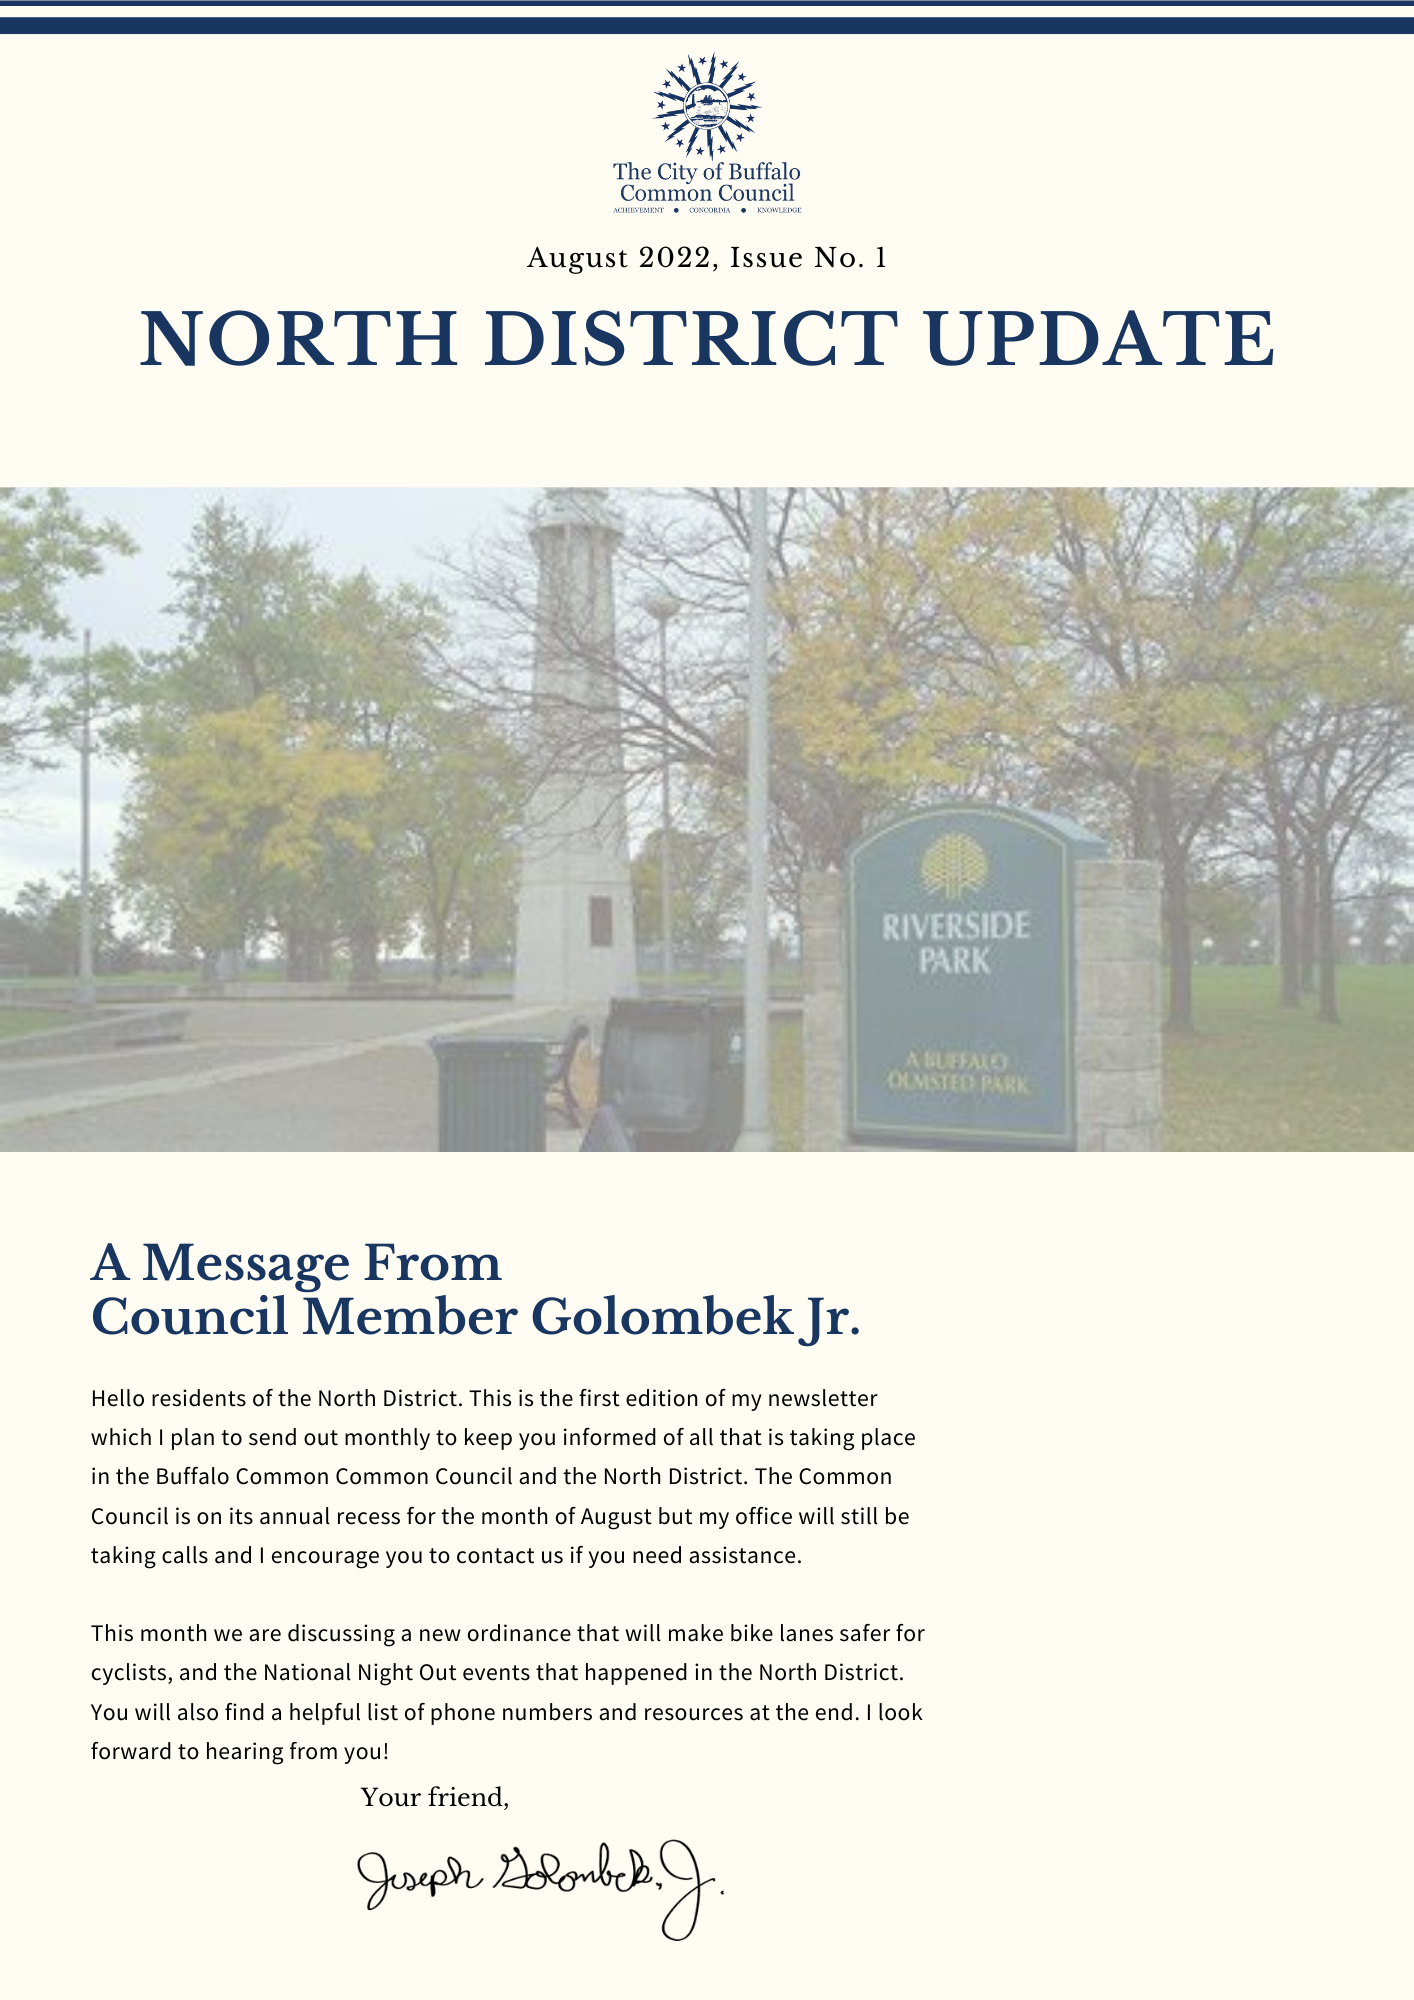 The City of Buffalo
Common Council
ACHIEVEMENT ● CONCORDIA ● KNOWLEDGE
August 2022, Issue No. 1
NORTH DISTRICT UPDATE
RIVERSIDE
PARK
A BUFFALO
OLMSTED PARK
A Message From
Council Member Golombek Jr.
Hello residents of the North District. This is the first edition of my newsletter
which I plan to send out monthly to keep you informed of all that is taking place
in the Buffalo Common Common Council and the North District. The Common
Council is on its annual recess for the month of August but my office will still be
taking calls and I encourage you to contact us if you need assistance.
This month we are discussing a new ordinance that will make bike lanes safer for
cyclists, and the National Night Out events that happened in the North District.
You will also find a helpful list of phone numbers and resources at the end. I look
forward to hearing from you!
Your friend,
Joseph Golombek, Jr.